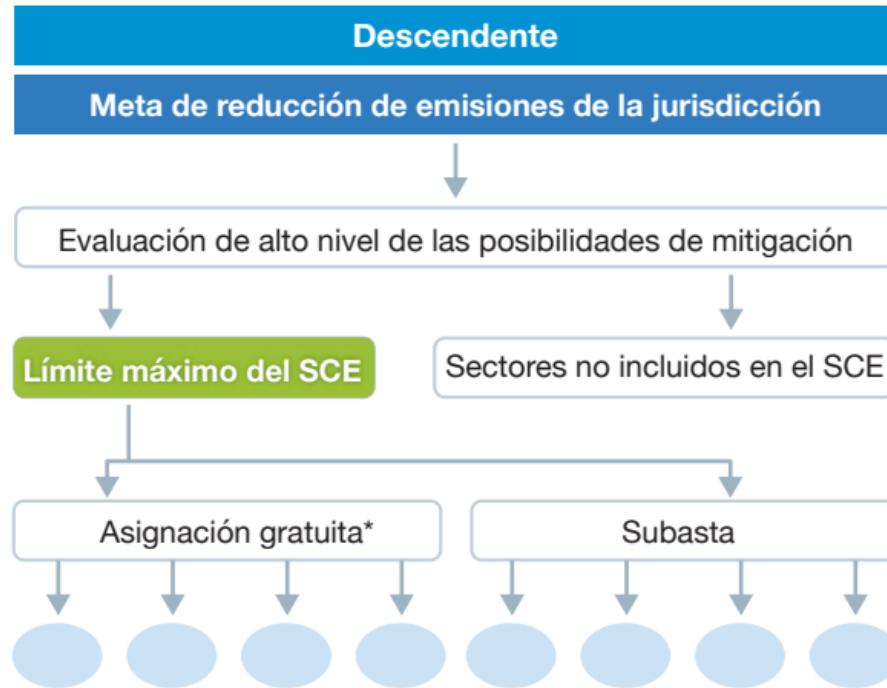 Descendente
Meta de reducción de emisiones de la jurisdicción
Evaluación de alto nivel de las posibilidades de mitigación
Límite máximo del SCE
Sectores no incluidos en el SCE
Asignación gratuita*
Subasta